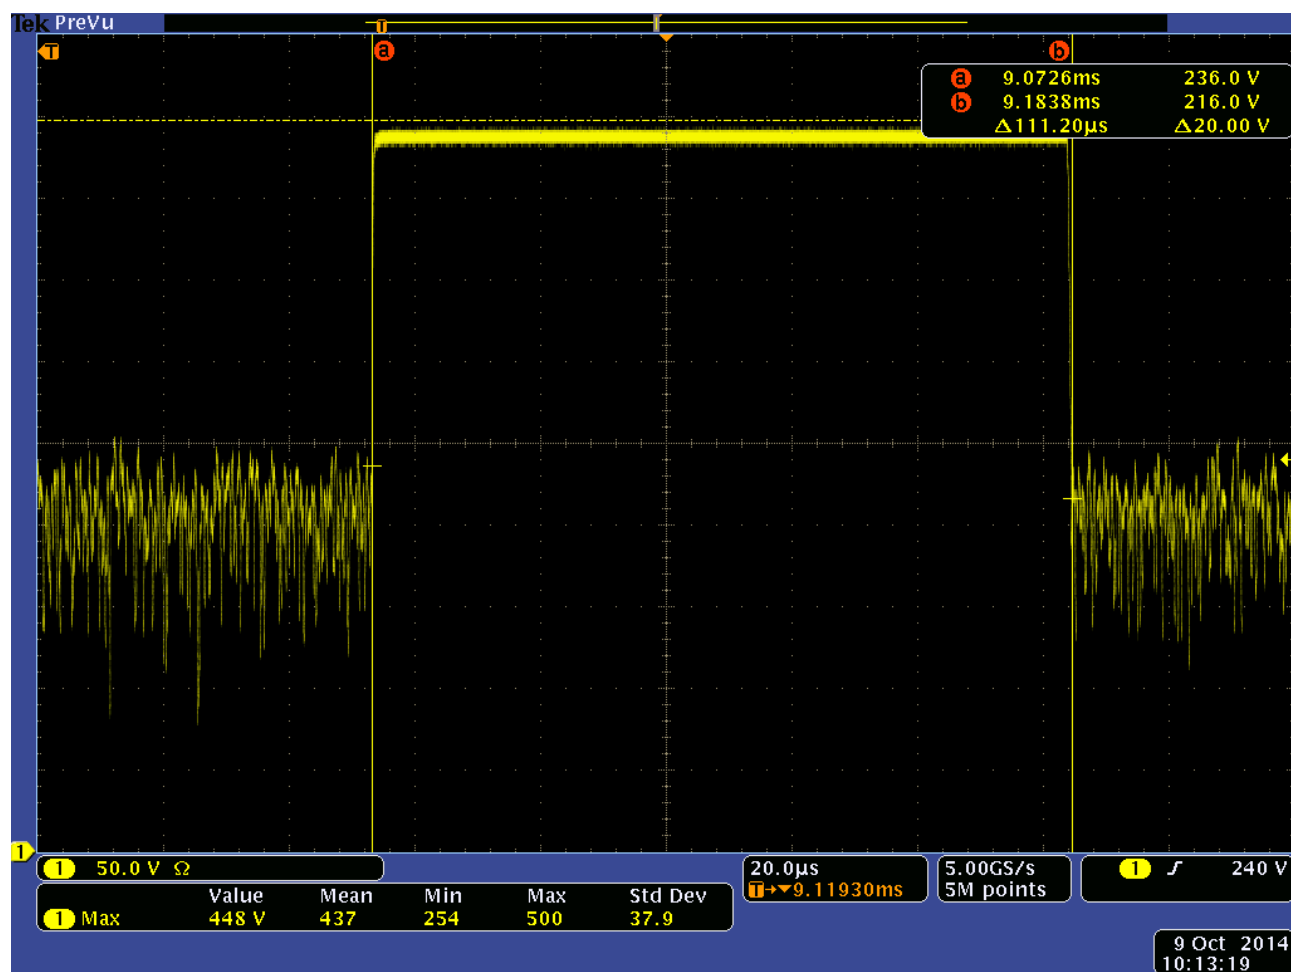 Tek PreVu
T
T
a b
a 9.0726ms 236.0 V
b 9.1838ms 216.0 V
Δ111.20µs Δ20.00 V
1
1 50.0 V Ω
20.0µs
T→▼9.11930ms
5.00GS/s
5M points
1 ƒ 240 V
Value Mean Min Max Std Dev
1 Max 448 V 437 254 500 37.9
9 Oct 2014
10:13:19